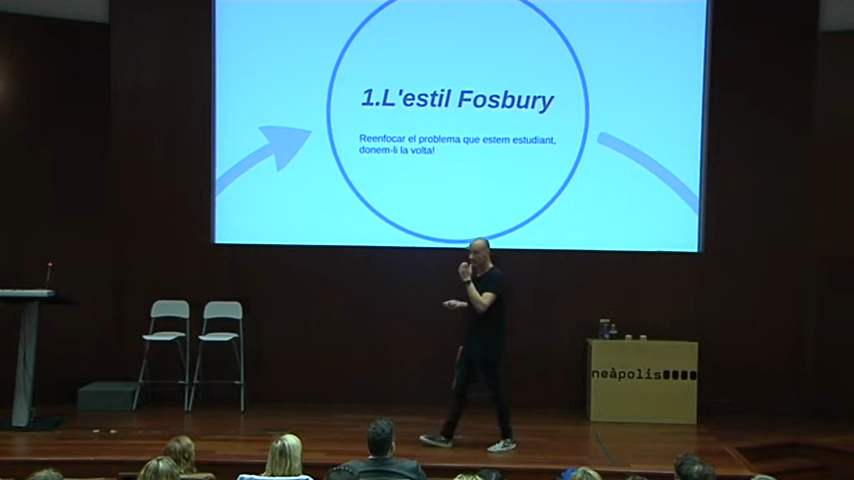 1.L'estil Fosbury
Reenfocar el problema que estem estudiant,
donem-li la volta!
neàpolis